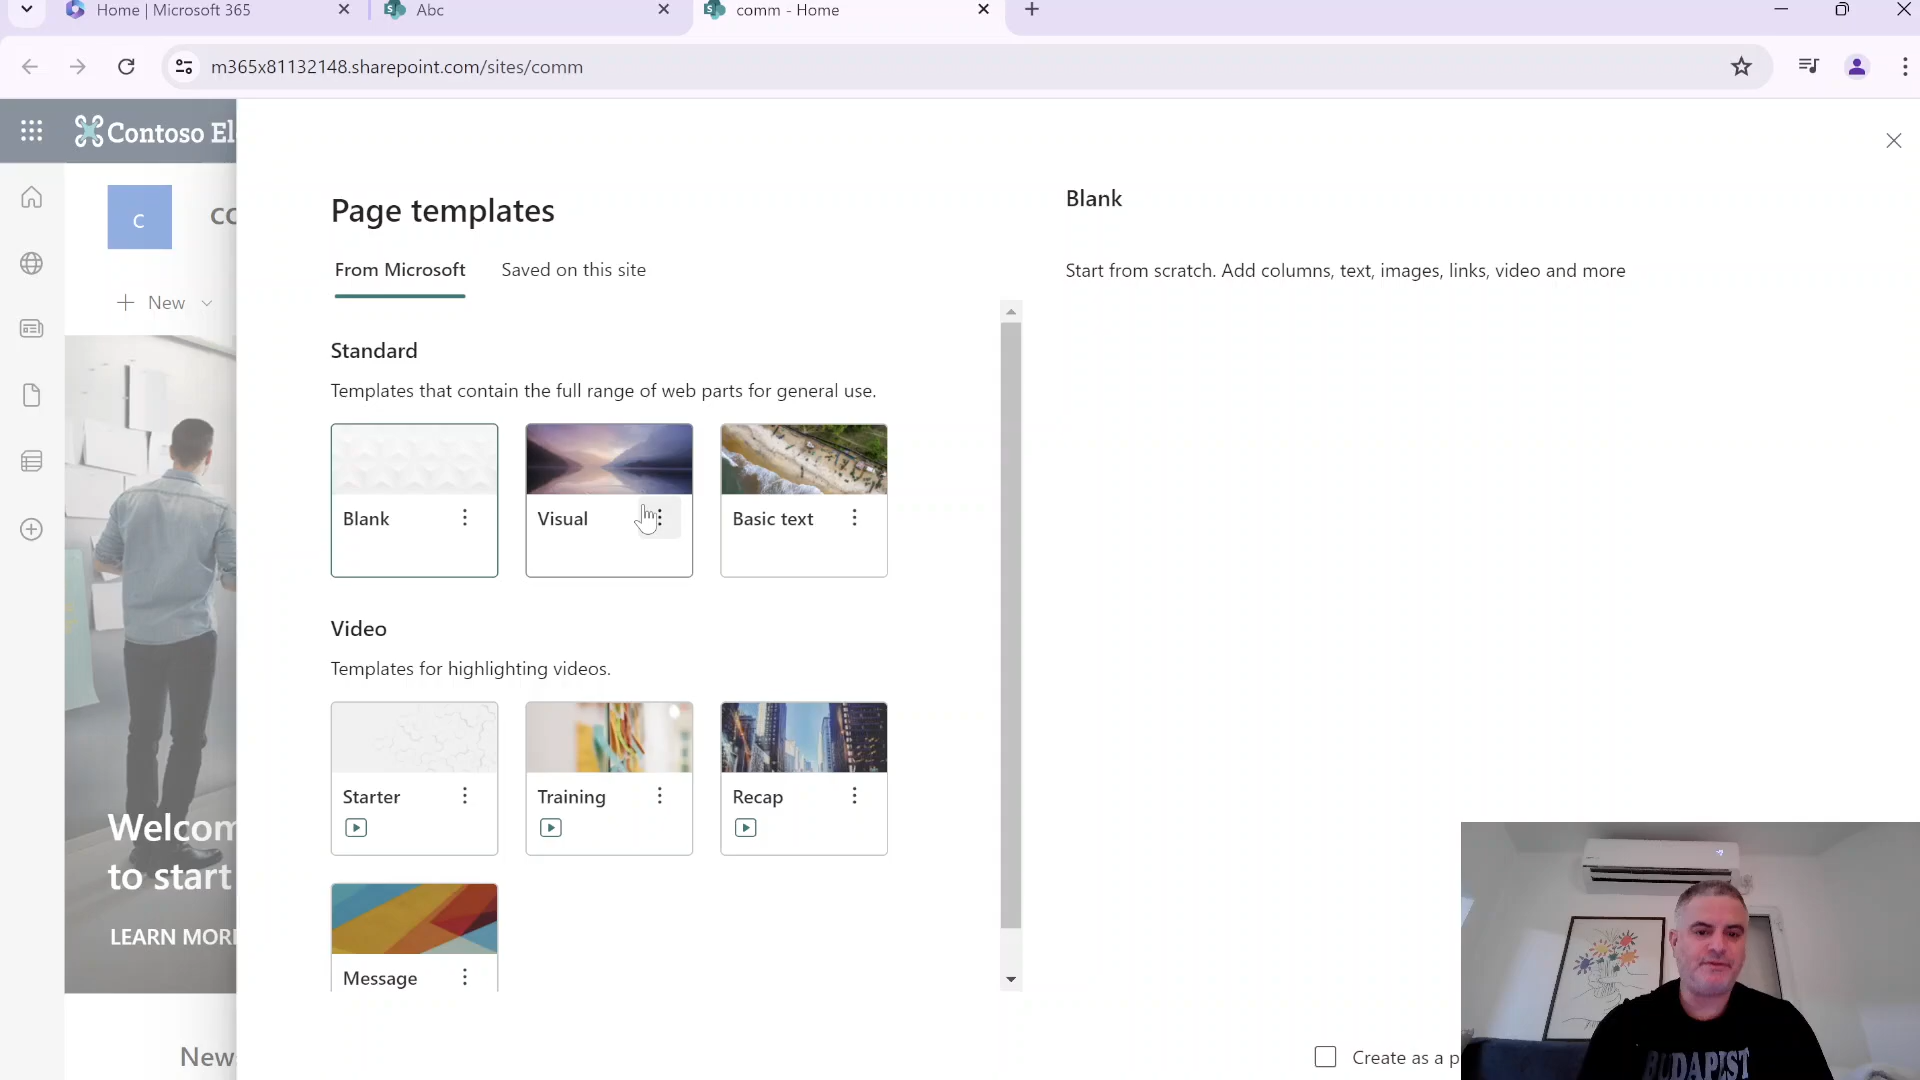 Home | Microsoft 365
Abc
comm - Home
m365x81132148.sharepoint.com/sites/comm
Contoso El
C
New
Welcom
to start
LEARN MOR
New
Page templates
From Microsoft
Saved on this site
Standard
Templates that contain the full range of web parts for general use.
Blank
Visual
Basic text
Video
Templates for highlighting videos.
Starter
Training
Recap
Message
Blank
Start from scratch. Add columns, text, images, links, video and more
Create as a p
BUDAPEST